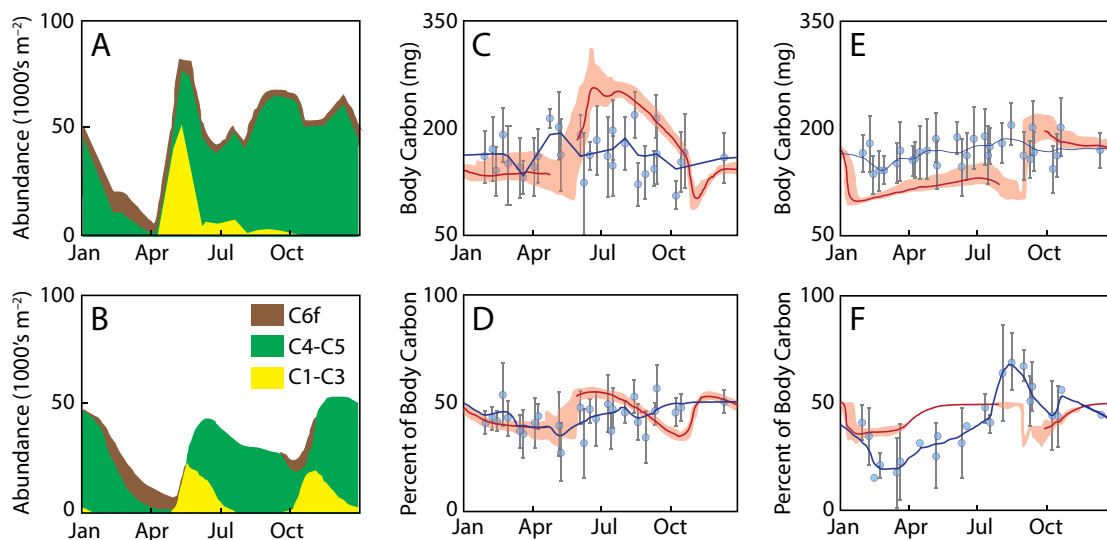 A
Abundance (1000's m⁻²)
100
50
0
Jan Apr Jul Oct
C
Body Carbon (mg)
350
200
50
Jan Apr Jul Oct
E
Body Carbon (mg)
350
200
50
Jan Apr Jul Oct
B
Abundance (1000's m⁻²)
100
50
0
C6f
C4-C5
C1-C3
Jan Apr Jul Oct
D
Percent of Body Carbon
100
50
0
Jan Apr Jul Oct
F
Percent of Body Carbon
100
50
0
Jan Apr Jul Oct